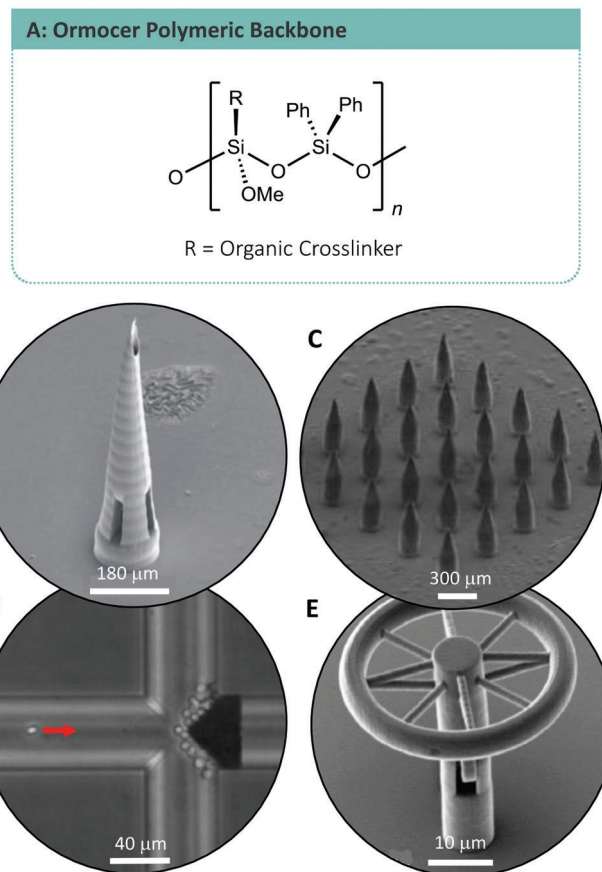 A: Ormocer Polymeric Backbone
R
Ph
Ph
Si
Si
O
O
O
OMe
n
R = Organic Crosslinker
C
180 µm
300 µm
E
40 µm
10 µm